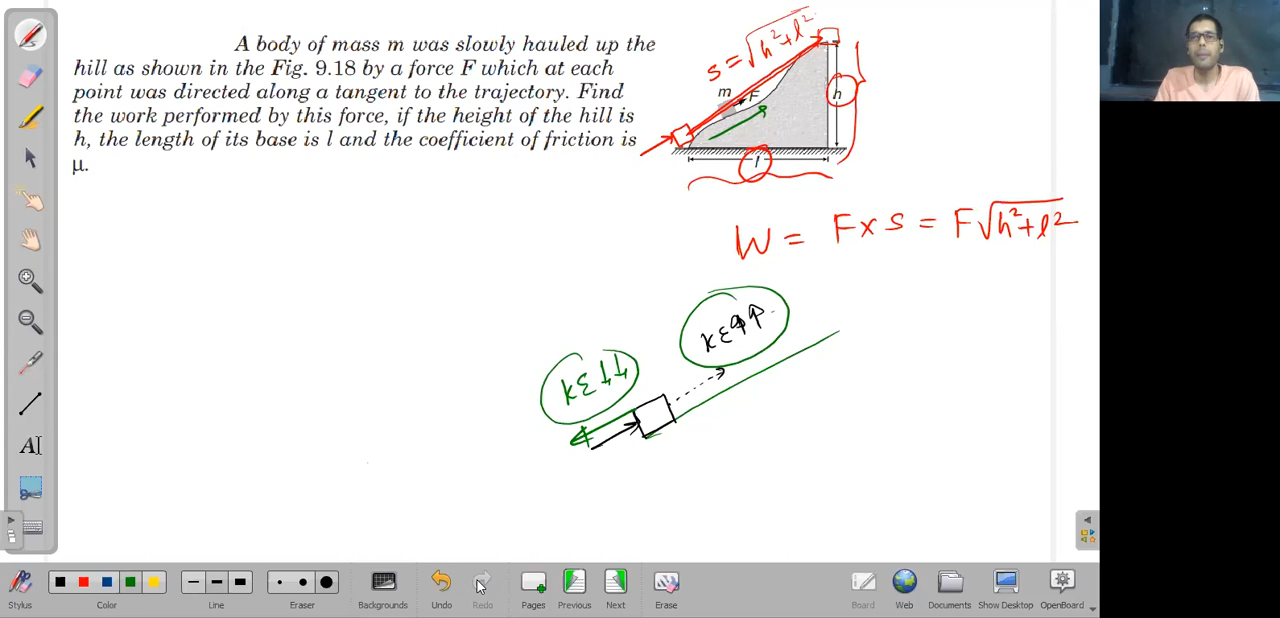 A body of mass m was slowly hauled up the
hill as shown in the Fig. 9.18 by a force F which at each
point was directed along a tangent to the trajectory. Find
the work performed by this force, if the height of the hill is
h, the length of its base is l and the coefficient of friction is
μ.
s = √h²+l²
m
F
h
l
W = F x s = F√h²+l²
KE ↑↑
KE ↓↓
Stylus
Color
Line
Eraser
Backgrounds
Undo
Redo
Pages
Previous
Next
Erase
Board
Web
Documents
Show Desktop
OpenBoard